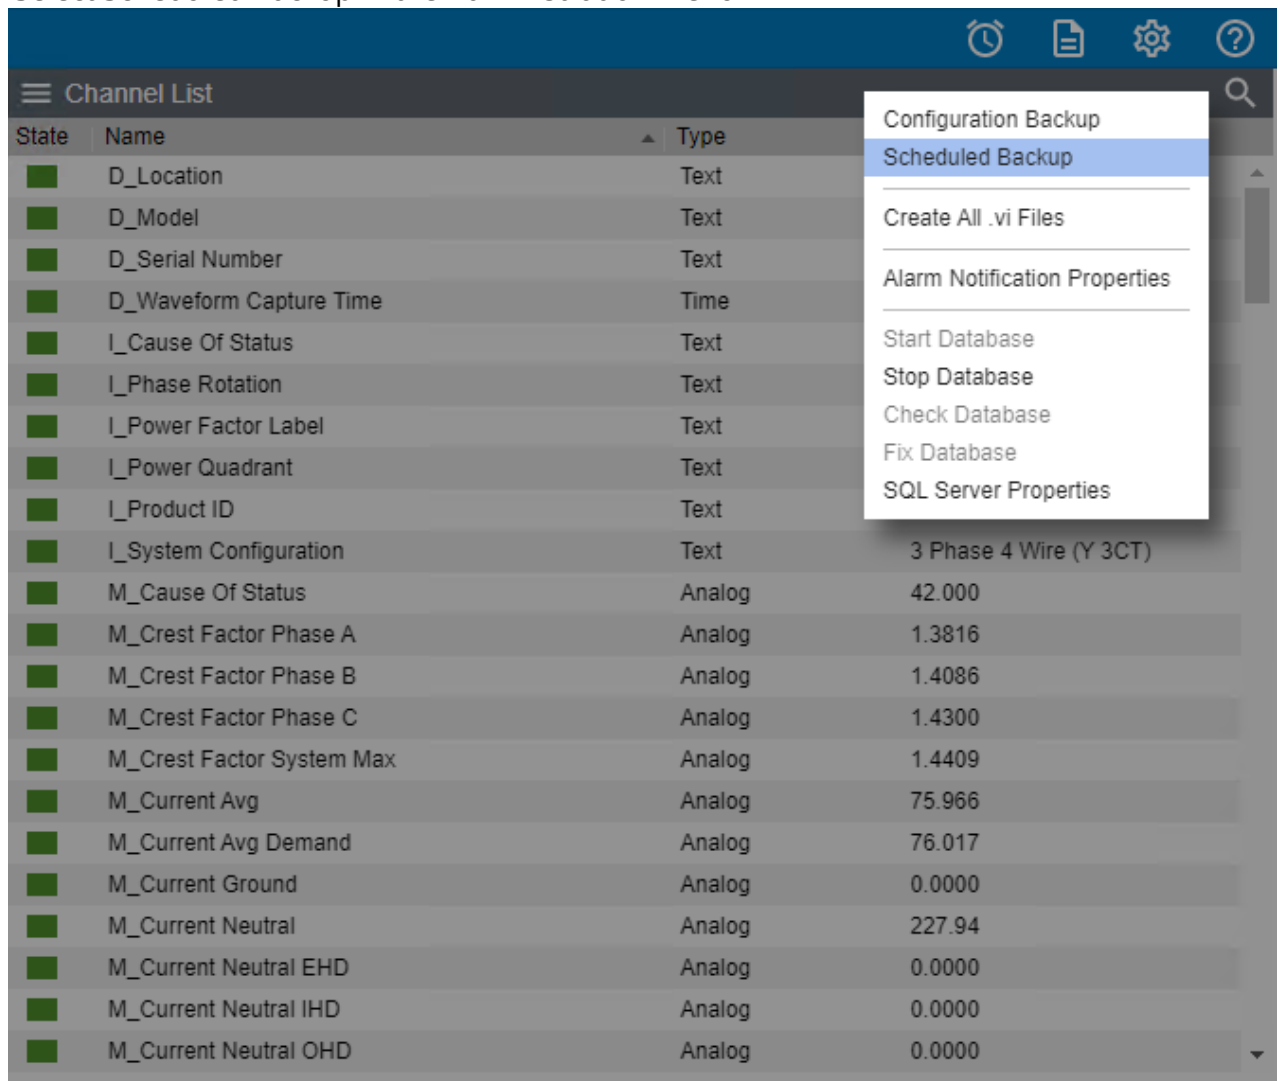 Channel List
State Name Type
Configuration Backup
Scheduled Backup
Create All .vi Files
Alarm Notification Properties
Start Database
Stop Database
Check Database
Fix Database
SQL Server Properties
D_Location Text
D_Model Text
D_Serial Number Text
D_Waveform Capture Time Time
I_Cause Of Status Text
I_Phase Rotation Text
I_Power Factor Label Text
I_Power Quadrant Text
I_Product ID Text
I_System Configuration Text 3 Phase 4 Wire (Y 3CT)
M_Cause Of Status Analog 42.000
M_Crest Factor Phase A Analog 1.3816
M_Crest Factor Phase B Analog 1.4086
M_Crest Factor Phase C Analog 1.4300
M_Crest Factor System Max Analog 1.4409
M_Current Avg Analog 75.966
M_Current Avg Demand Analog 76.017
M_Current Ground Analog 0.0000
M_Current Neutral Analog 227.94
M_Current Neutral EHD Analog 0.0000
M_Current Neutral IHD Analog 0.0000
M_Current Neutral OHD Analog 0.0000